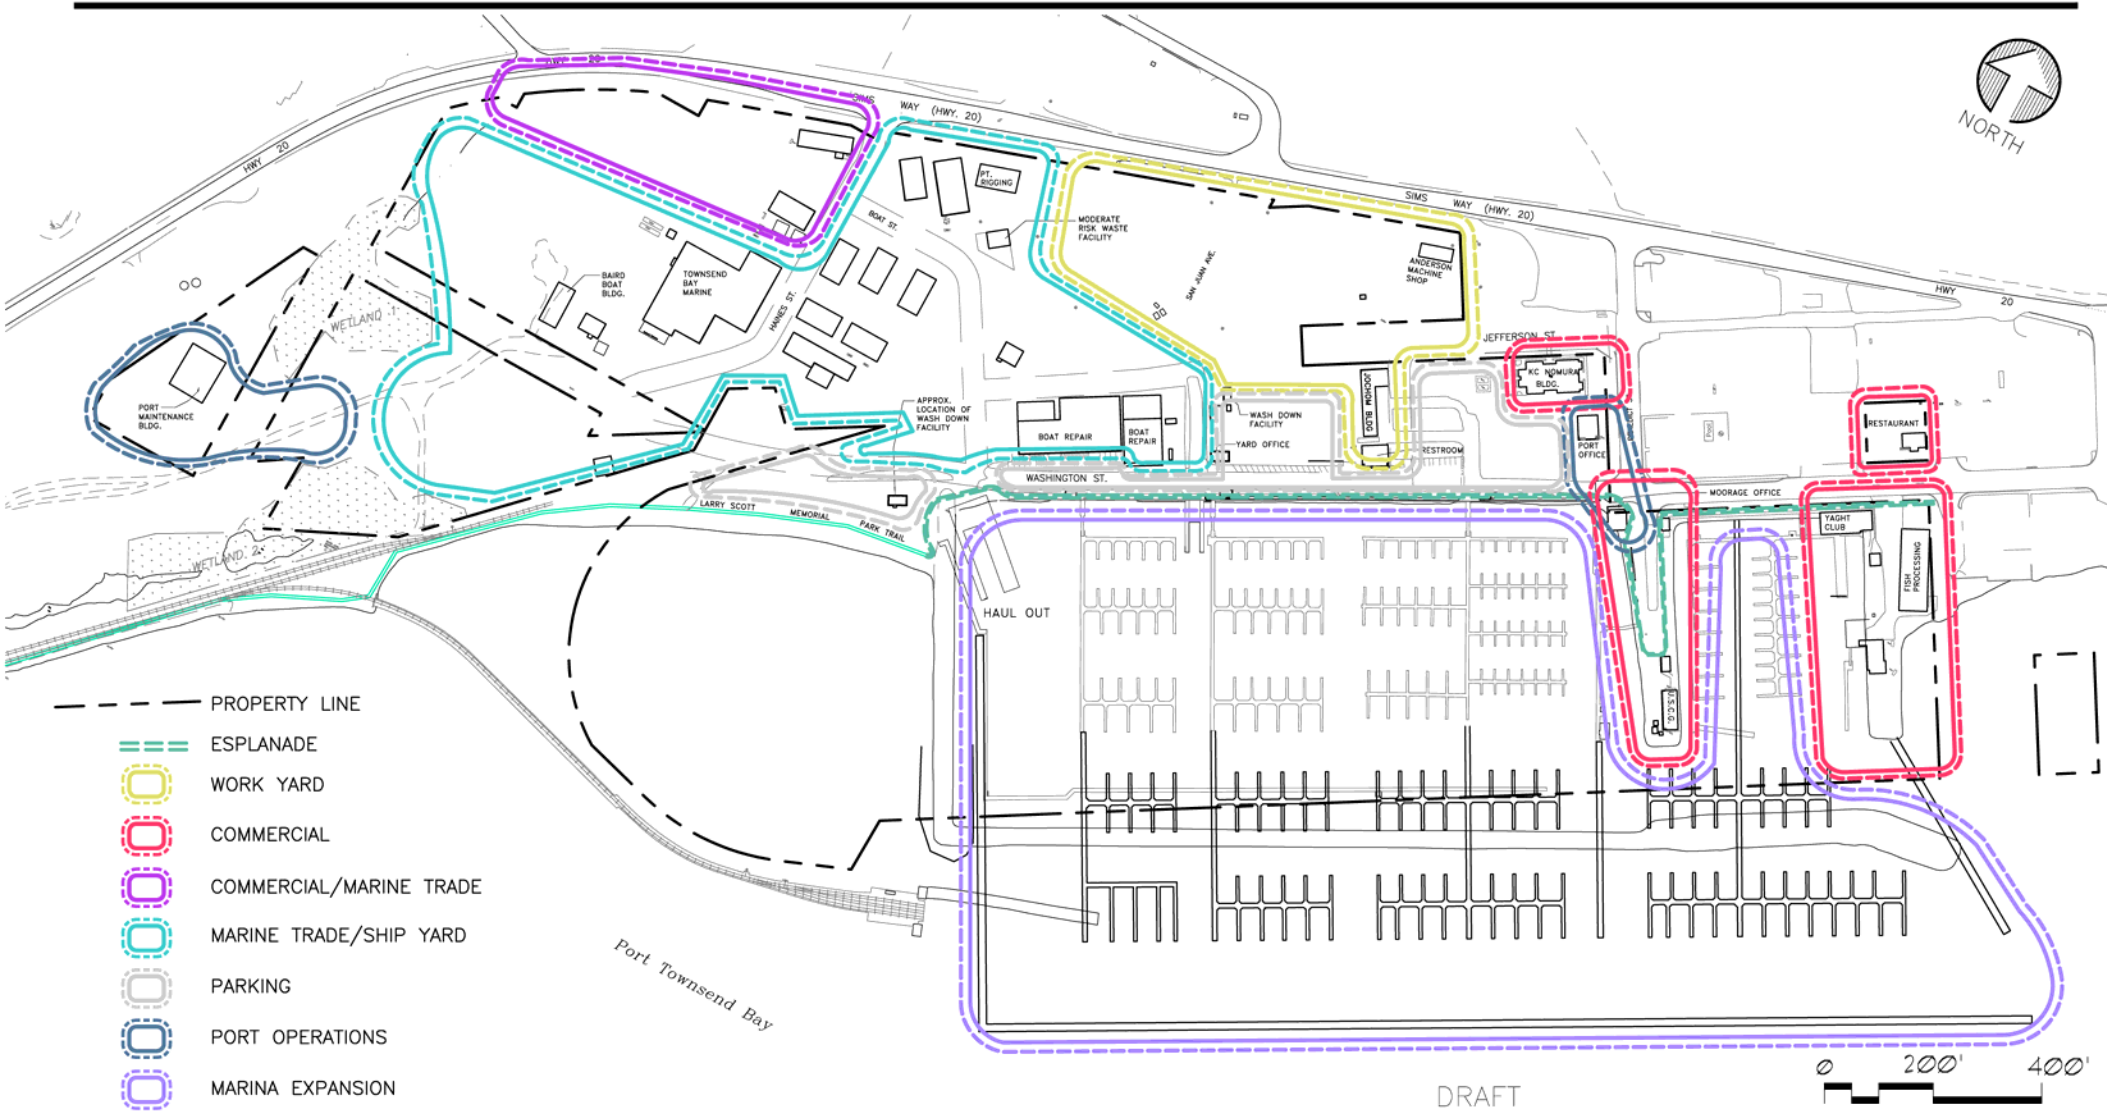 HWY 20
SIMS WAY (HWY. 20)
NORTH
HWY 20
PT.
RIGGING
SIMS WAY (HWY. 20)
BOAT ST.
MODERATE
RISK WASTE
FACILITY
SAN JUAN AVE.
ANDERSON
MACHINE
SHOP
BAIRD
BOAT
BLDG.
TOWNSEND
BAY
MARINE
HAINES ST.
HWY 20
WETLAND 1
JEFFERSON ST.
KC NOMURA
BLDG.
JOCHOM BLDG
PORT
MAINTENANCE
BLDG.
APPROX.
LOCATION OF
WASH DOWN
FACILITY
WASH DOWN
FACILITY
BENEDICT
RESTAURANT
BOAT REPAIR
BOAT
REPAIR
YARD OFFICE
RESTROOM
PORT
OFFICE
WASHINGTON ST.
MOORAGE OFFICE
LARRY SCOTT MEMORIAL PARK TRAIL
YAGHT
CLUB
WETLAND 2
FISH
PROCESSING
HAUL OUT
U.S.C.G.
PROPERTY LINE
ESPLANADE
WORK YARD
COMMERCIAL
COMMERCIAL/MARINE TRADE
MARINE TRADE/SHIP YARD
PARKING
PORT OPERATIONS
MARINA EXPANSION
Port Townsend Bay
0 200' 400'
DRAFT